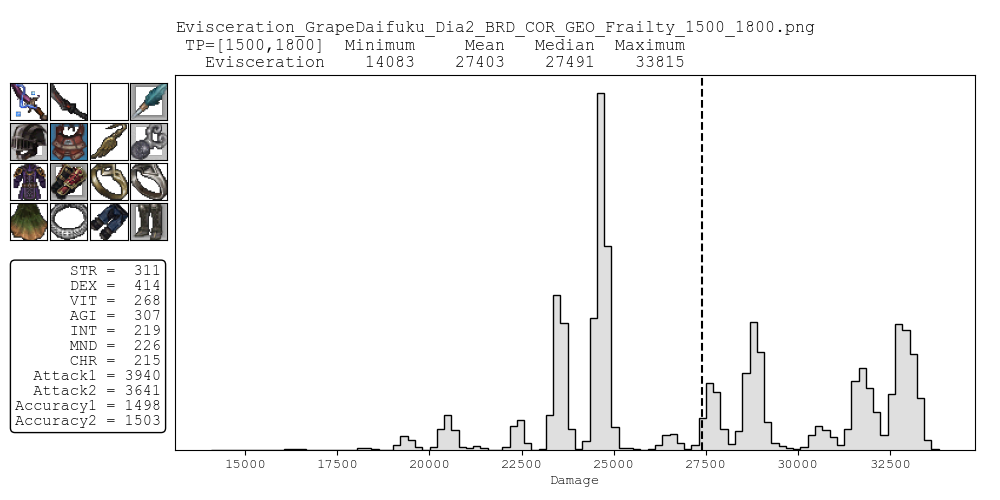 Evisceration_GrapeDaifuku_Dia2_BRD_COR_GEO_Frailty_1500_1800.png
TP=[1500,1800] Minimum Mean Median Maximum
Evisceration 14083 27403 27491 33815
STR = 311
DEX = 414
VIT = 268
AGI = 307
INT = 219
MND = 226
CHR = 215
Attack1 = 3940
Attack2 = 3641
Accuracy1 = 1498
Accuracy2 = 1503
15000 17500 20000 22500 25000 27500 30000 32500
Damage